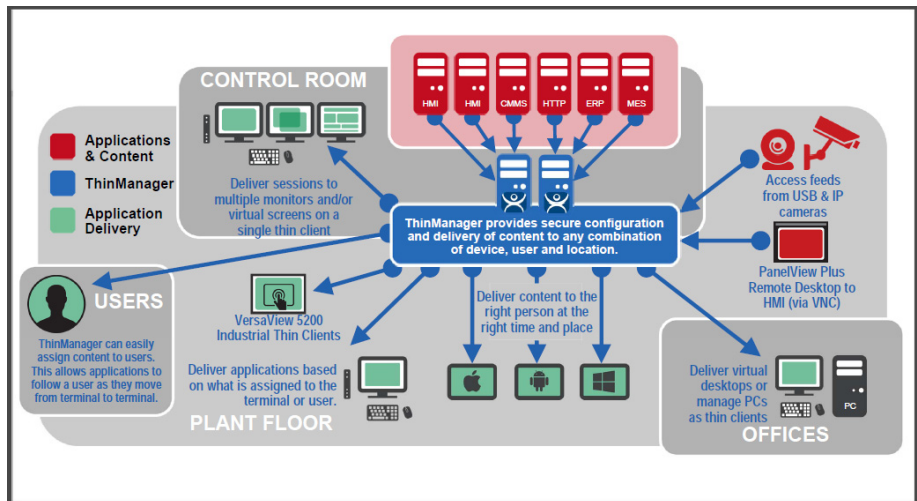 CONTROL ROOM
HMI
HMI
CMMS
HTTP
ERP
MES
Applications
& Content
ThinManager
Application
Delivery
Deliver sessions to
multiple monitors and/or
virtual screens on a
single thin client
Access feeds
from USB & IP
cameras
ThinManager provides secure configuration
and delivery of content to any combination
of device, user and location.
PanelView Plus
Remote Desktop to
HMI (via VNC)
USERS
ThinManager can easily
assign content to users.
This allows applications to
follow a user as they move
from terminal to terminal.
VersaView 5200
Industrial Thin Clients
Deliver content to the
right person at the
right time and place
Deliver applications based
on what is assigned to the
terminal or user.
PLANT FLOOR
Deliver virtual
desktops or
manage PCs
as thin clients
PC
OFFICES